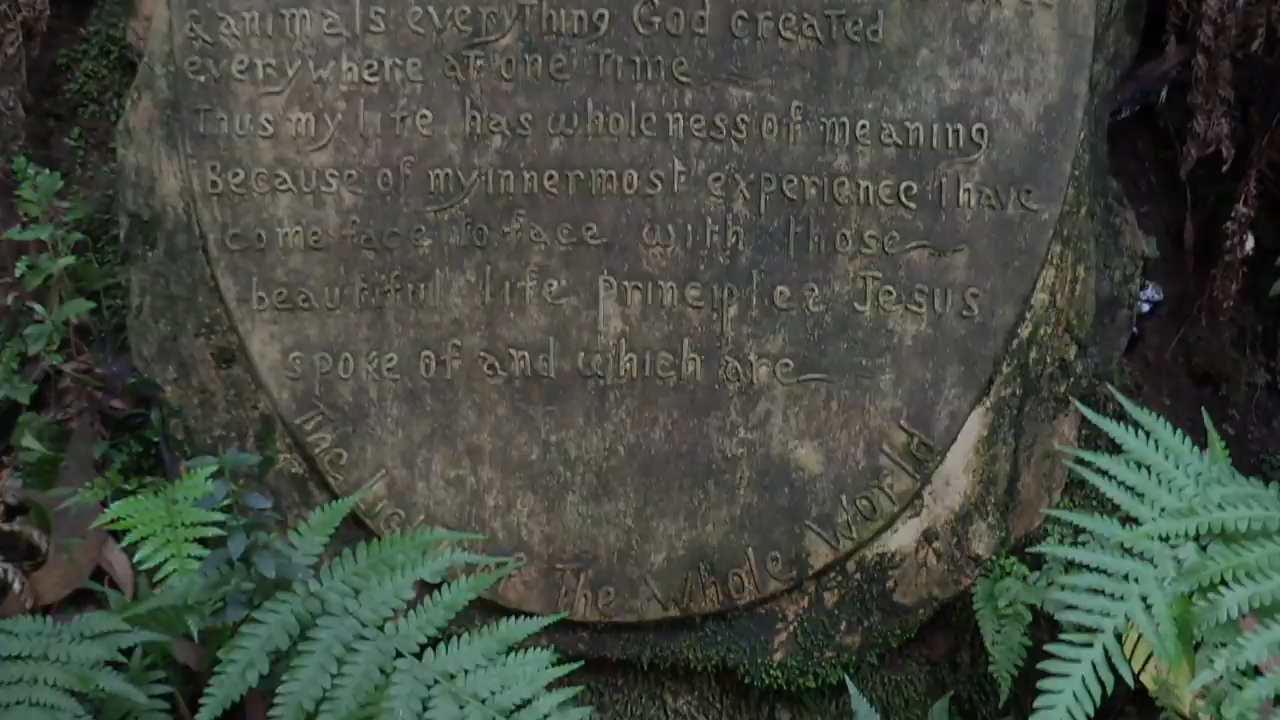 &animals everyThing God created
everywhere at one time
Thus my life has wholeness of meaning
Because of my innermost experience I have
come face to face with those
beautiful life principles Jesus
spoke of and which are
The The Whole World